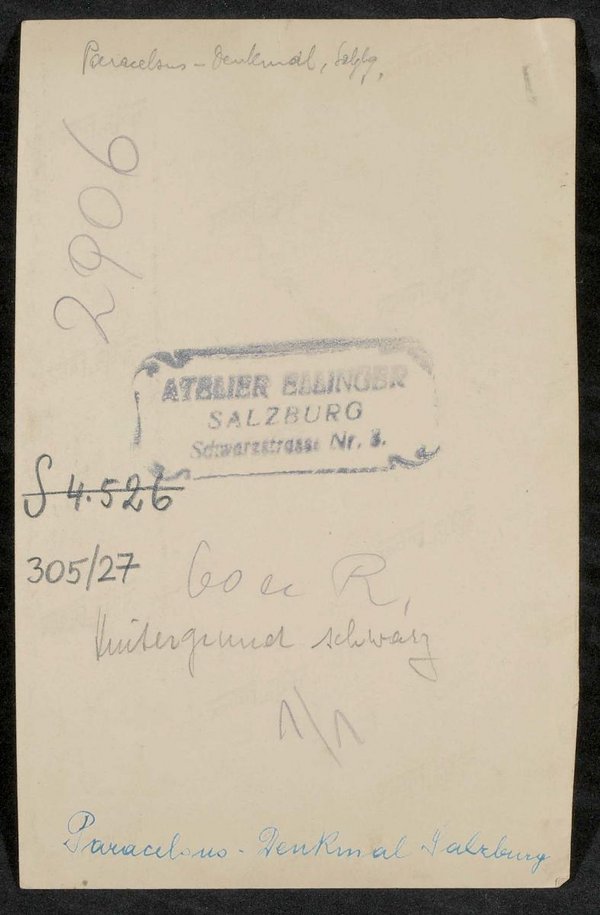 Paracelsus-Denkmal, Salzbg.
2906
ATELIER ELLINGER
SALZBURG
Schwarzstrasse Nr. 3.
S 4.526
305/27
60er R,
Hintergrund schwarz
1/1
Paracelsus-Denkmal Salzburg